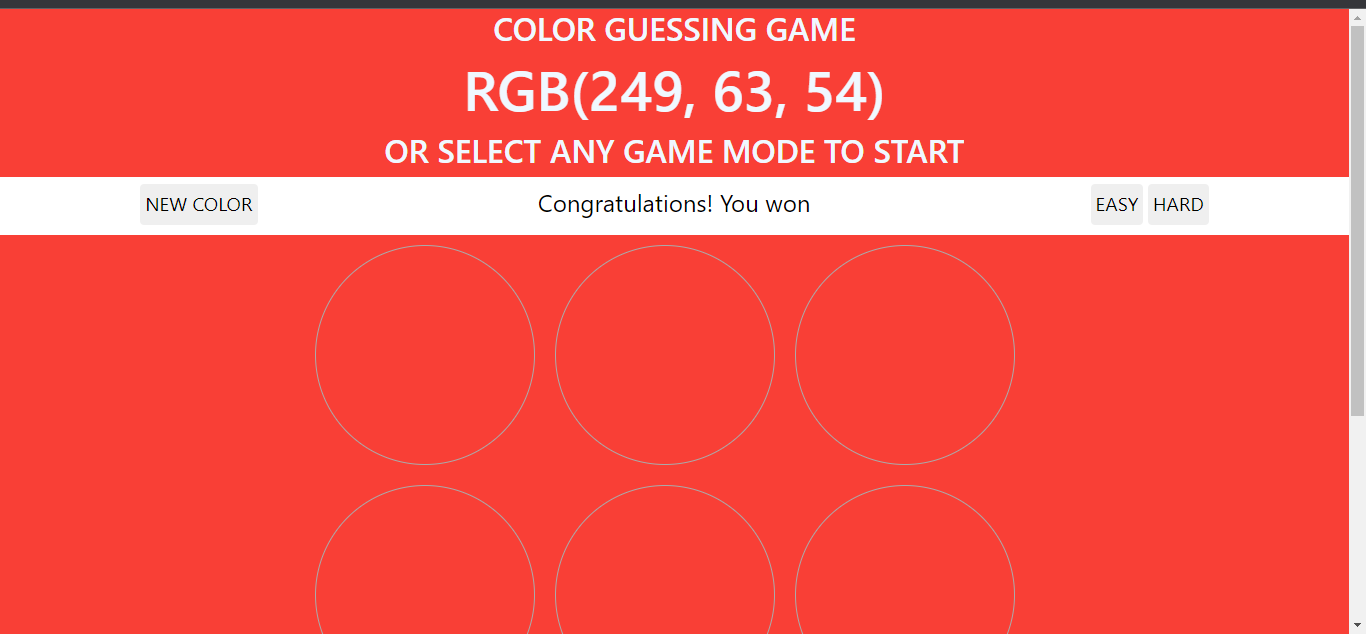 COLOR GUESSING GAME
RGB(249, 63, 54)
OR SELECT ANY GAME MODE TO START
NEW COLOR Congratulations! You won EASY HARD